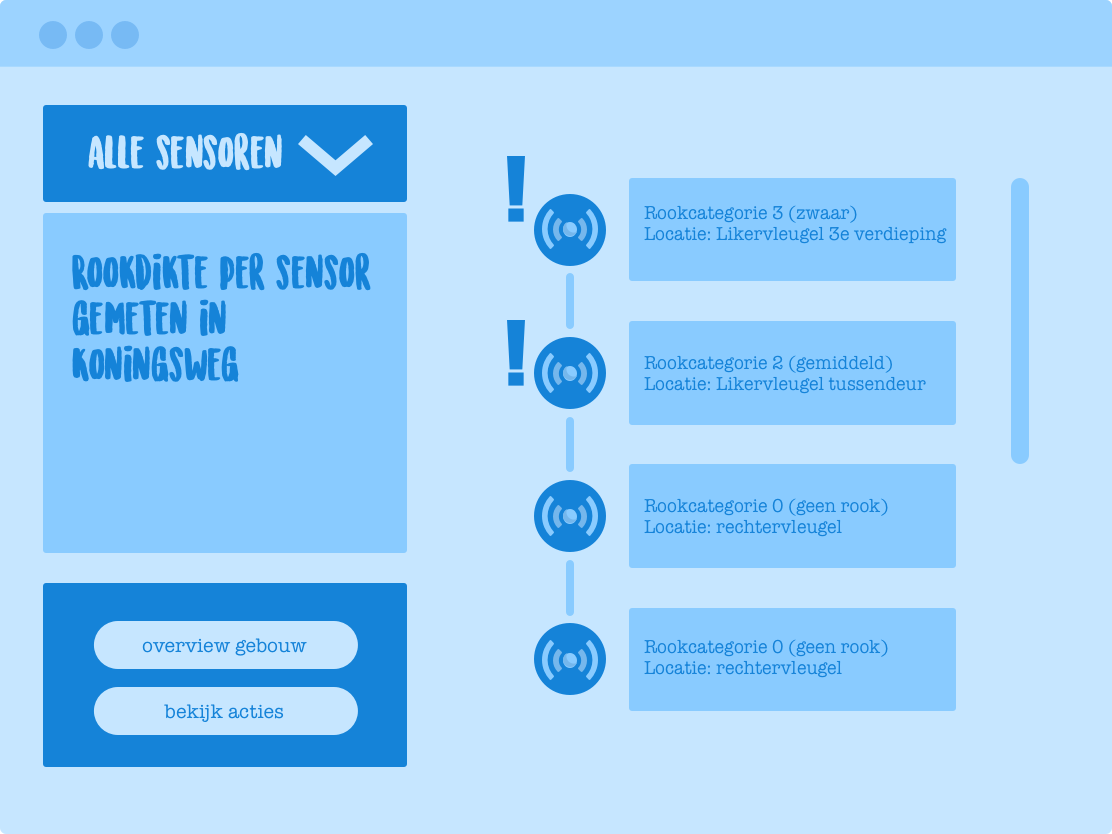 ALLE SENSOREN
ROOKDIKTE PER SENSOR
GEMETEN IN
KONINGSWEG
overview gebouw
bekijk acties
!
Rookcategorie 3 (zwaar)
Locatie: Likervleugel 3e verdieping
!
Rookcategorie 2 (gemiddeld)
Locatie: Likervleugel tussendeur
Rookcategorie 0 (geen rook)
Locatie: rechtervleugel
Rookcategorie 0 (geen rook)
Locatie: rechtervleugel